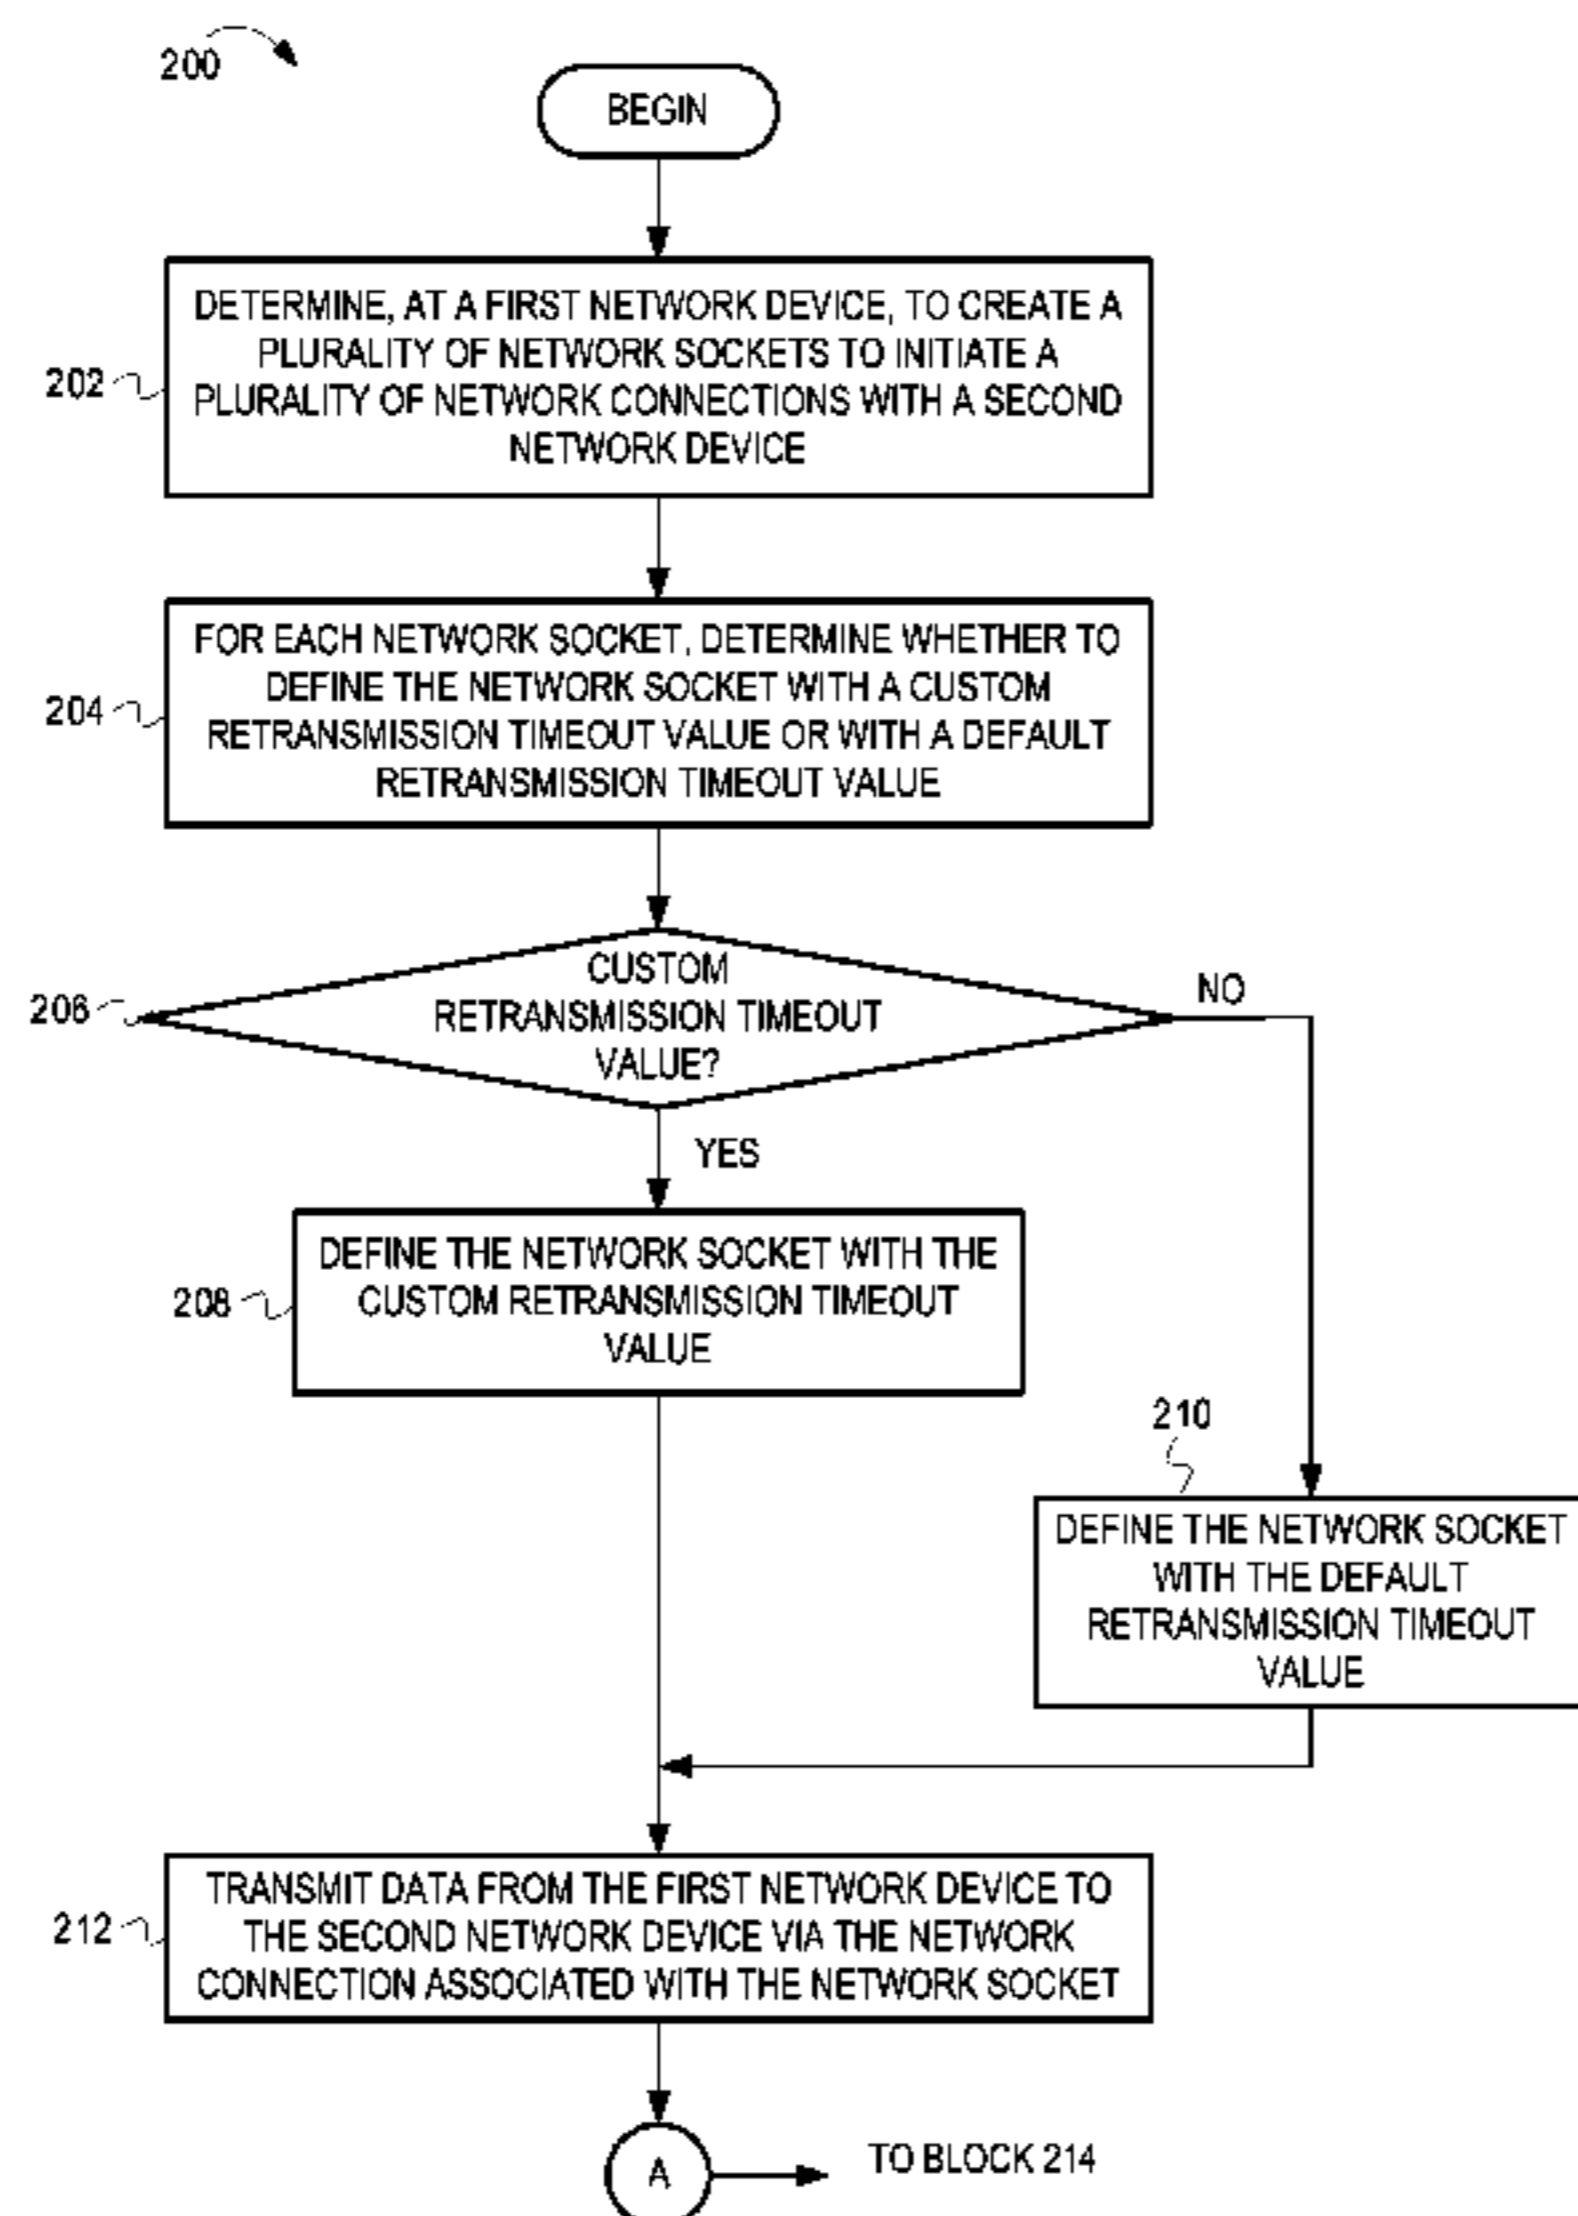 200
BEGIN
DETERMINE, AT A FIRST NETWORK DEVICE, TO CREATE A
PLURALITY OF NETWORK SOCKETS TO INITIATE A
PLURALITY OF NETWORK CONNECTIONS WITH A SECOND
NETWORK DEVICE
202
FOR EACH NETWORK SOCKET, DETERMINE WHETHER TO
DEFINE THE NETWORK SOCKET WITH A CUSTOM
RETRANSMISSION TIMEOUT VALUE OR WITH A DEFAULT
RETRANSMISSION TIMEOUT VALUE
204
CUSTOM
RETRANSMISSION TIMEOUT
VALUE?
206
NO
YES
DEFINE THE NETWORK SOCKET WITH THE
CUSTOM RETRANSMISSION TIMEOUT
VALUE
208
210
DEFINE THE NETWORK SOCKET
WITH THE DEFAULT
RETRANSMISSION TIMEOUT
VALUE
TRANSMIT DATA FROM THE FIRST NETWORK DEVICE TO
THE SECOND NETWORK DEVICE VIA THE NETWORK
CONNECTION ASSOCIATED WITH THE NETWORK SOCKET
212
A
TO BLOCK 214